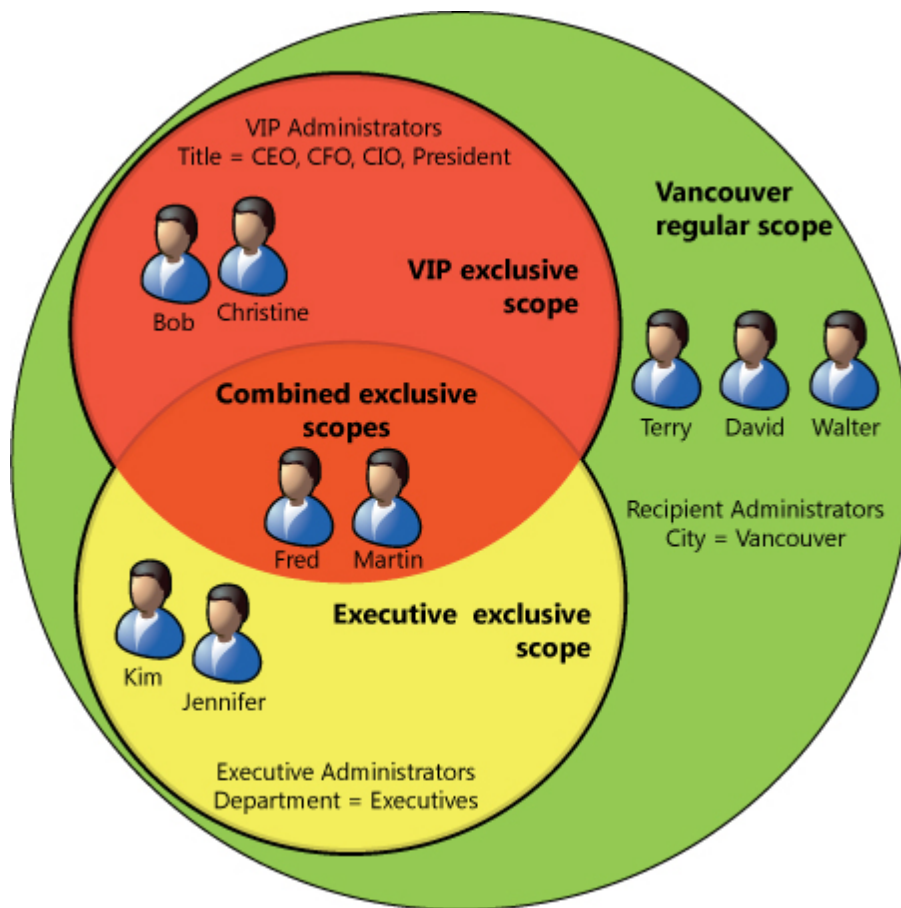 VIP Administrators
Title = CEO, CFO, CIO, President
Vancouver
regular scope
VIP exclusive
scope
Bob
Christine
Combined exclusive
scopes
Terry
David
Walter
Recipient Administrators
City = Vancouver
Fred
Martin
Executive exclusive
scope
Kim
Jennifer
Executive Administrators
Department = Executives